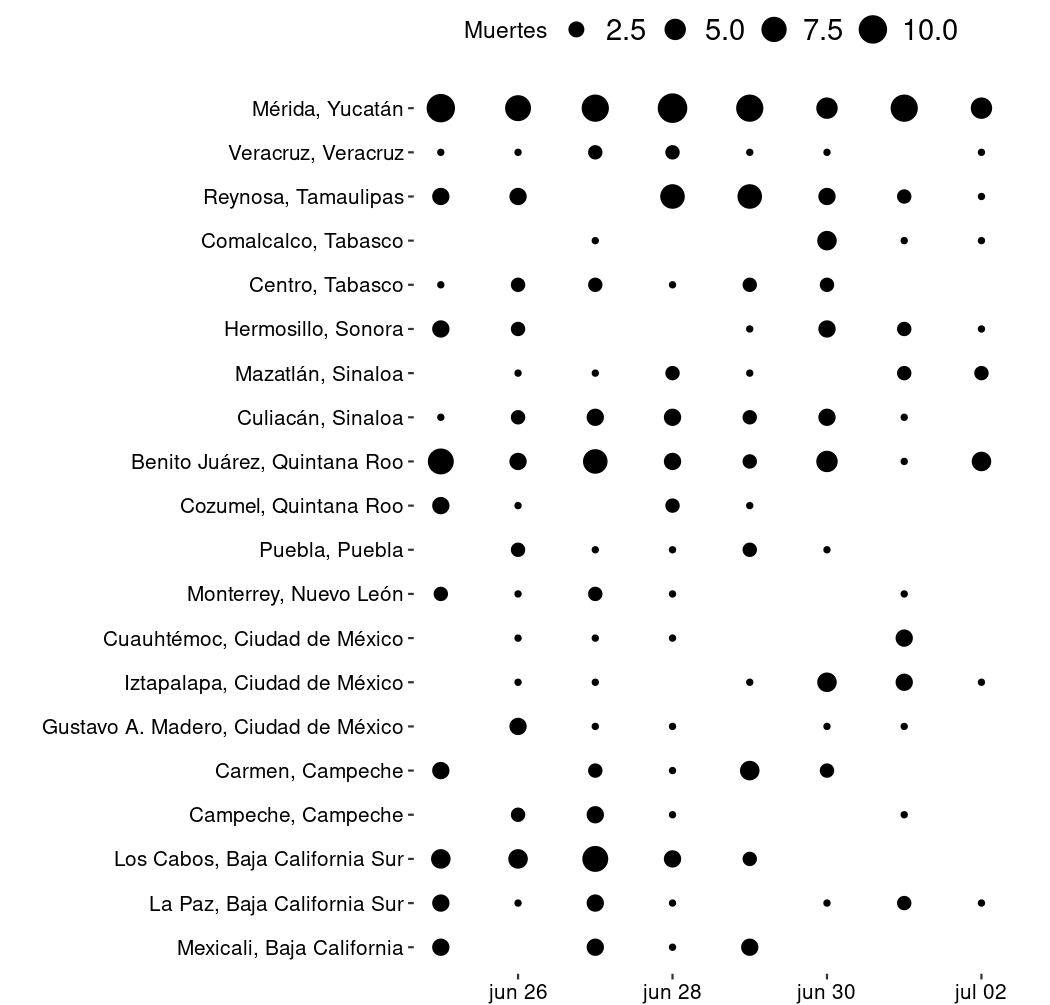 Muertes 2.5 5.0 7.5 10.0
Mérida, Yucatán
Veracruz, Veracruz
Reynosa, Tamaulipas
Comalcalco, Tabasco
Centro, Tabasco
Hermosillo, Sonora
Mazatlán, Sinaloa
Culiacán, Sinaloa
Benito Juárez, Quintana Roo
Cozumel, Quintana Roo
Puebla, Puebla
Monterrey, Nuevo León
Cuauhtémoc, Ciudad de México
Iztapalapa, Ciudad de México
Gustavo A. Madero, Ciudad de México
Carmen, Campeche
Campeche, Campeche
Los Cabos, Baja California Sur
La Paz, Baja California Sur
Mexicali, Baja California
jun 26 jun 28 jun 30 jul 02